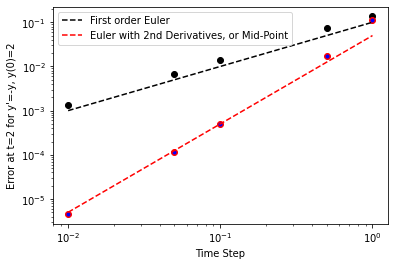 First order Euler
Euler with 2nd Derivatives, or Mid-Point
10⁻¹
10⁻²
10⁻³
10⁻⁴
10⁻⁵
Error at t=2 for y'=-y, y(0)=2
10⁻² 10⁻¹ 10⁰
Time Step